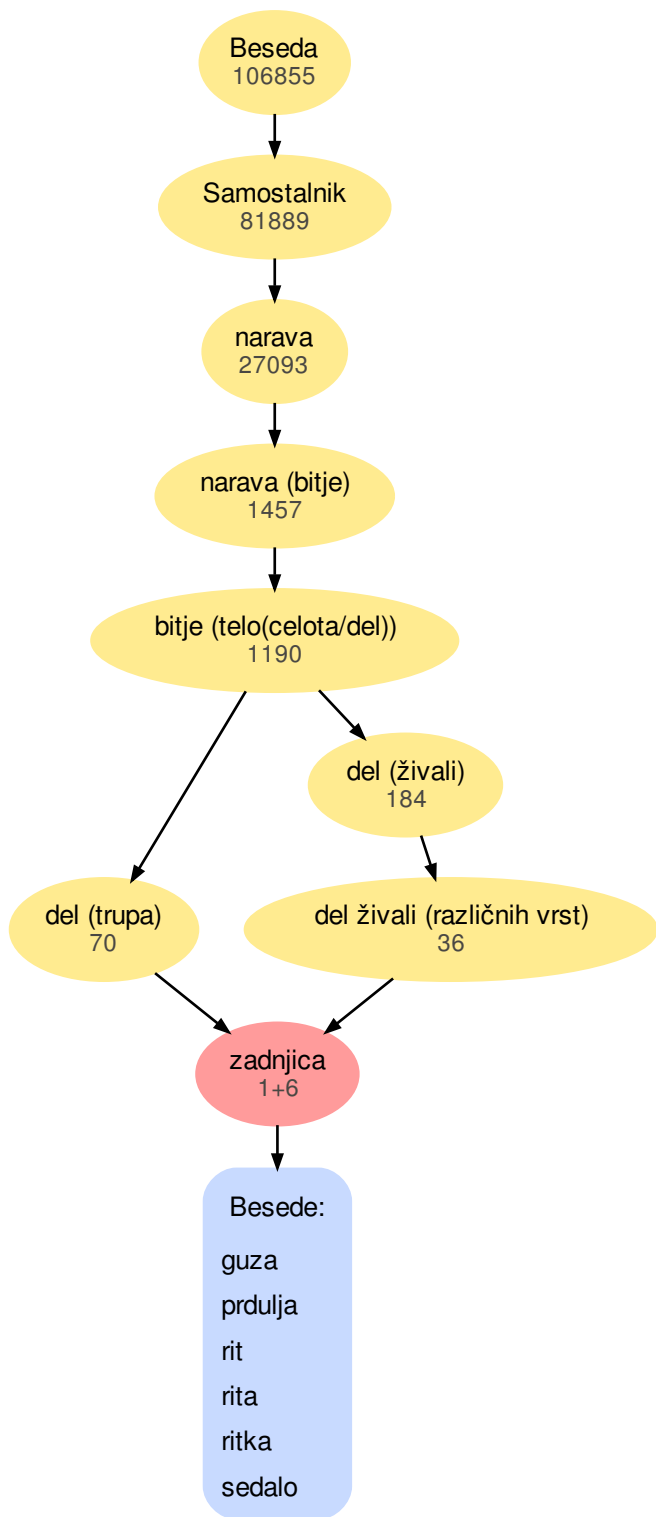 Beseda
106855
Samostalnik
81889
narava
27093
narava (bitje)
1457
bitje (telo(celota/del))
1190
del (živali)
184
del (trupa)
70
del živali (različnih vrst)
36
zadnjica
1+6
Besede:
guza
prdulja
rit
rita
ritka
sedalo